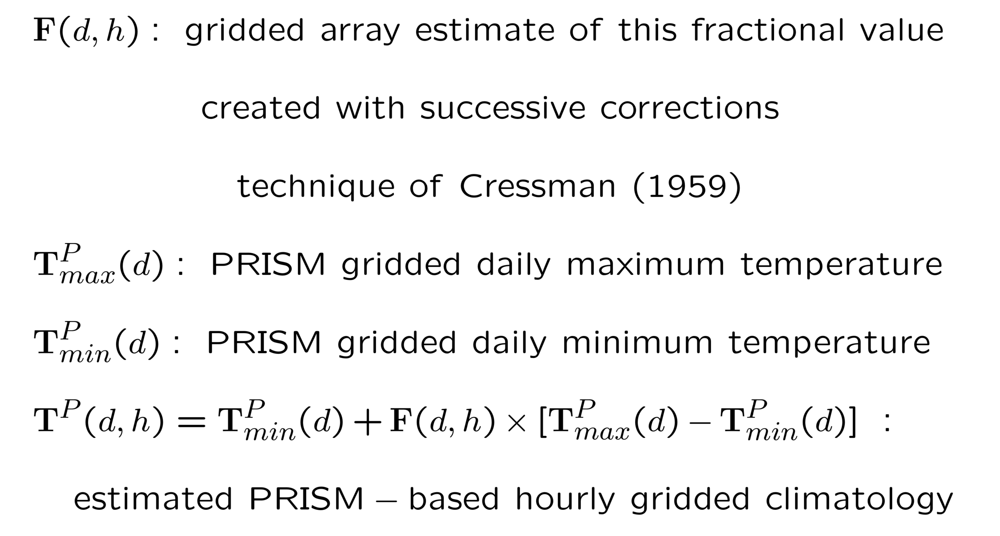 F(d, h) : gridded array estimate of this fractional value
created with successive corrections
technique of Cressman (1959)
T^P_max(d) : PRISM gridded daily maximum temperature
T^P_min(d) : PRISM gridded daily minimum temperature
T^P(d, h) = T^P_min(d) + F(d, h) × [T^P_max(d) − T^P_min(d)] :
estimated PRISM − based hourly gridded climatology